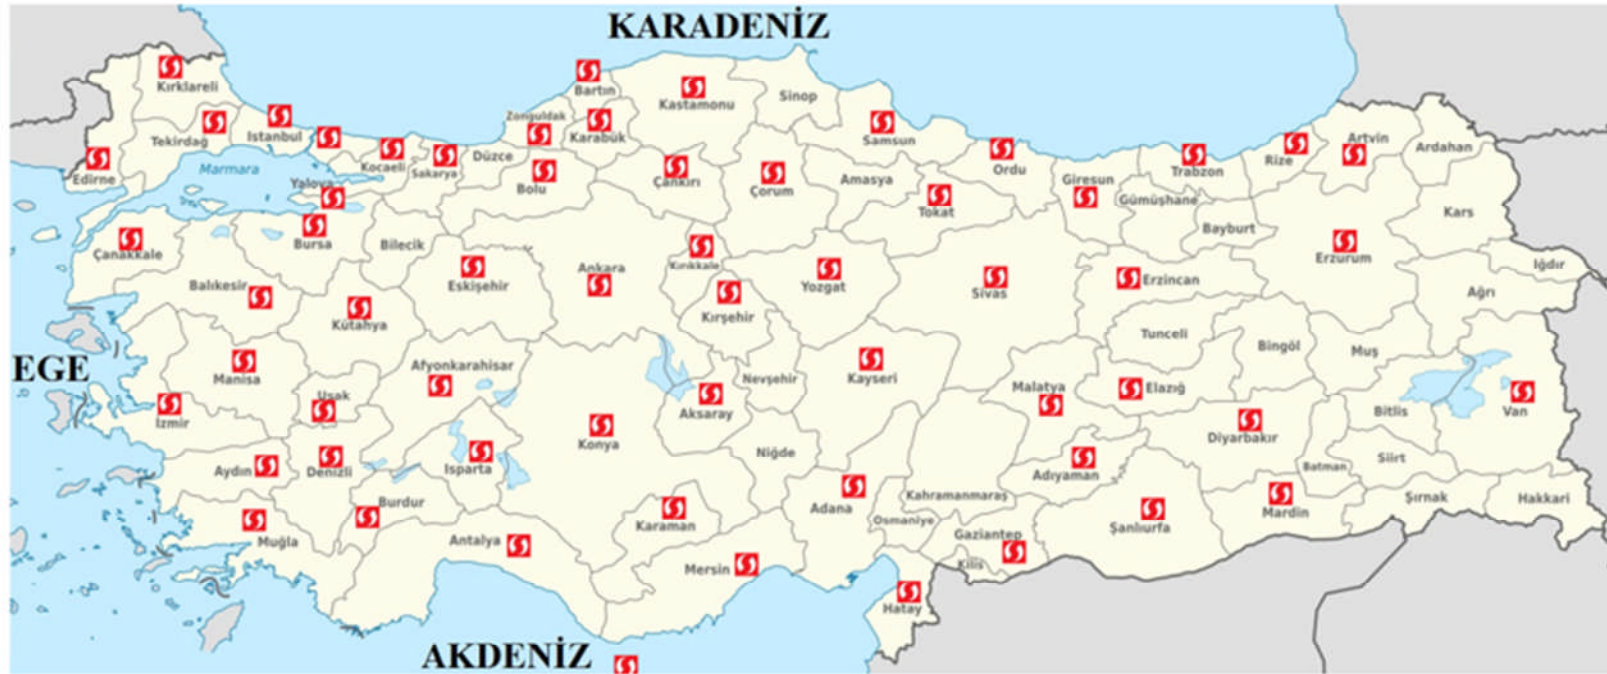 KARADENİZ
Kırklareli
Bartın
Kastamonu
Sinop
Zonguldak
Karabük
Tekirdağ
Istanbul
Samsun
Artvin
Ardahan
Kocaeli
Sakarya
Düzce
Rize
Marmara
Edirne
Yalova
Bolu
Çankırı
Çorum
Amasya
Ordu
Trabzon
Giresun
Gümüşhane
Tokat
Kars
Bayburt
Çanakkale
Bursa
Bilecik
Erzurum
Iğdır
Ankara
Kırıkkale
Balıkesir
Eskişehir
Yozgat
Sivas
Erzincan
Ağrı
Kütahya
Kırşehir
Tunceli
Bingöl
Muş
EGE
Manisa
Afyonkarahisar
Nevşehir
Kayseri
Malatya
Elazığ
Uşak
Aksaray
Bitlis
Van
İzmir
Konya
Diyarbakır
Niğde
Siirt
Aydın
Denizli
Isparta
Adıyaman
Batman
Burdur
Adana
Kahramanmaraş
Şırnak
Hakkari
Mardin
Karaman
Osmaniye
Şanlıurfa
Muğla
Antalya
Gaziantep
Mersin
Kilis
Hatay
AKDENİZ